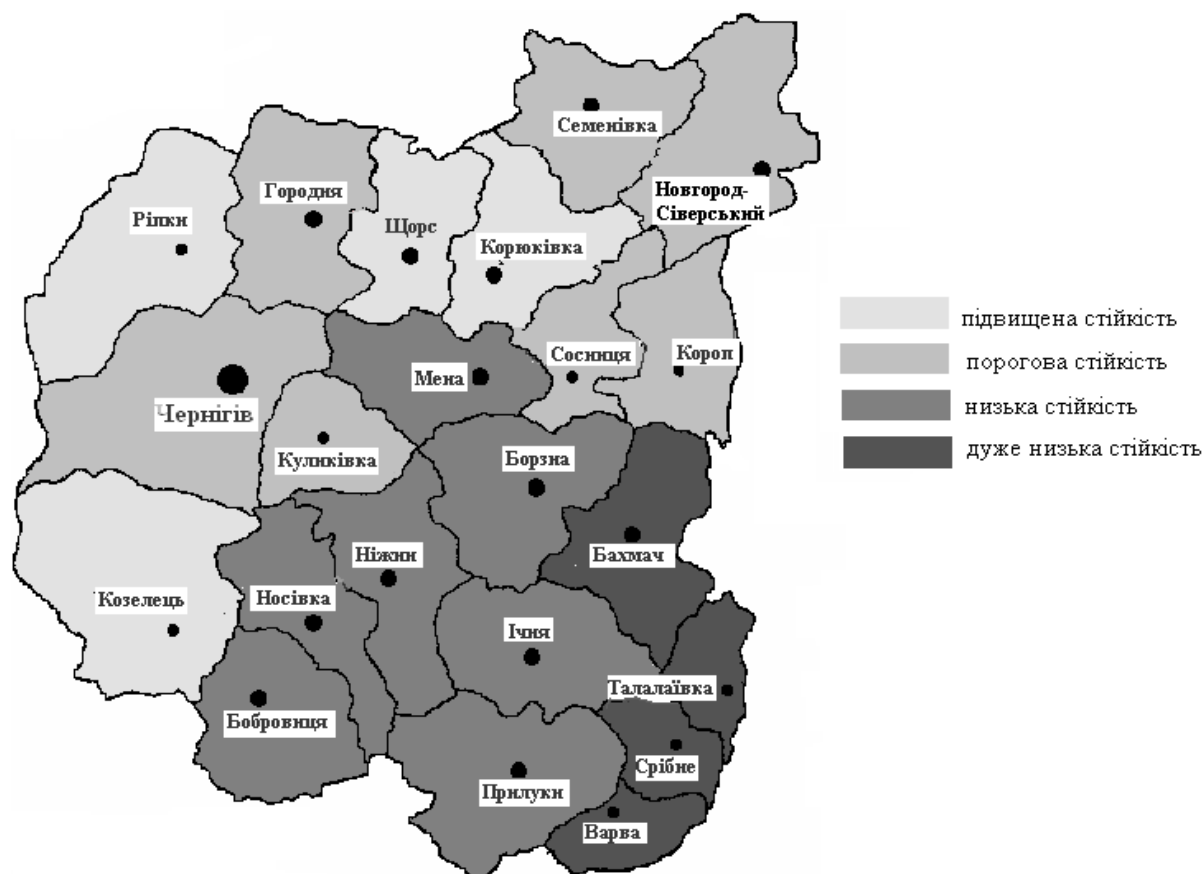 Семенівка
Новгород-
Сіверський
Городня
Ріпки
Щорс
Корюківка
Сосниця
Короп
Мена
Чернігів
Куликівка
Борзна
Бахмач
Ніжин
Носівка
Козелець
Ічня
Талалаївка
Бобровиця
Срібне
Прилуки
Варва
підвищена стійкість
порогова стійкість
низька стійкість
дуже низька стійкість